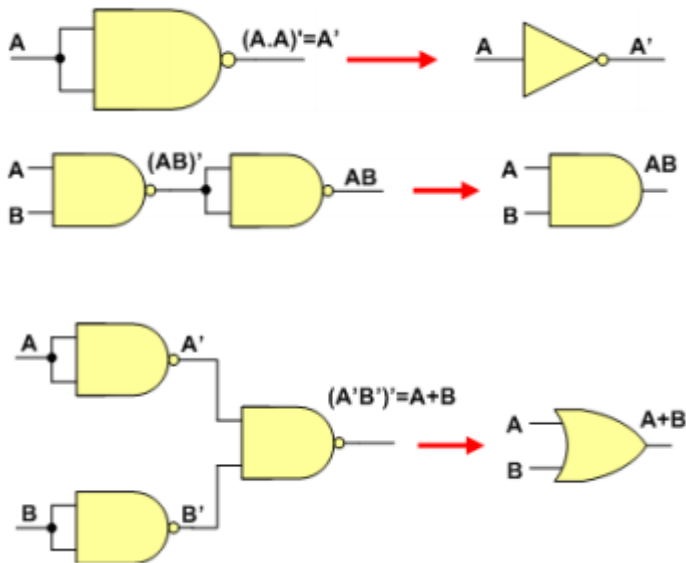 A (A.A)'=A' A A'
A B (AB)' AB A B AB
A A'
(A'B')'=A+B A B A+B
B B'